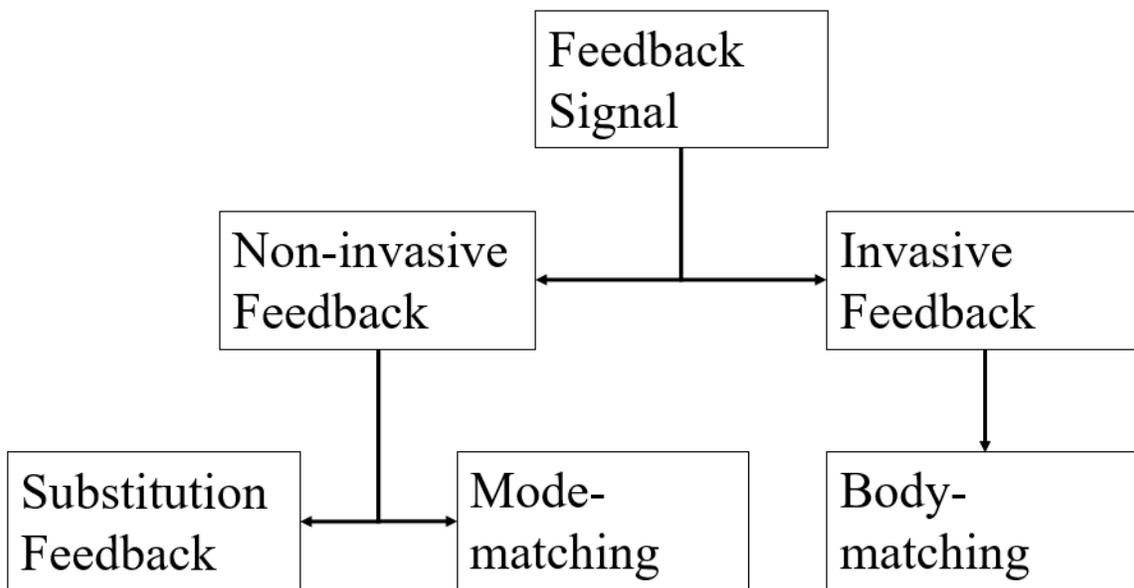 Feedback
Signal
Non-invasive
Feedback
Invasive
Feedback
Substitution
Feedback
Mode-
matching
Body-
matching